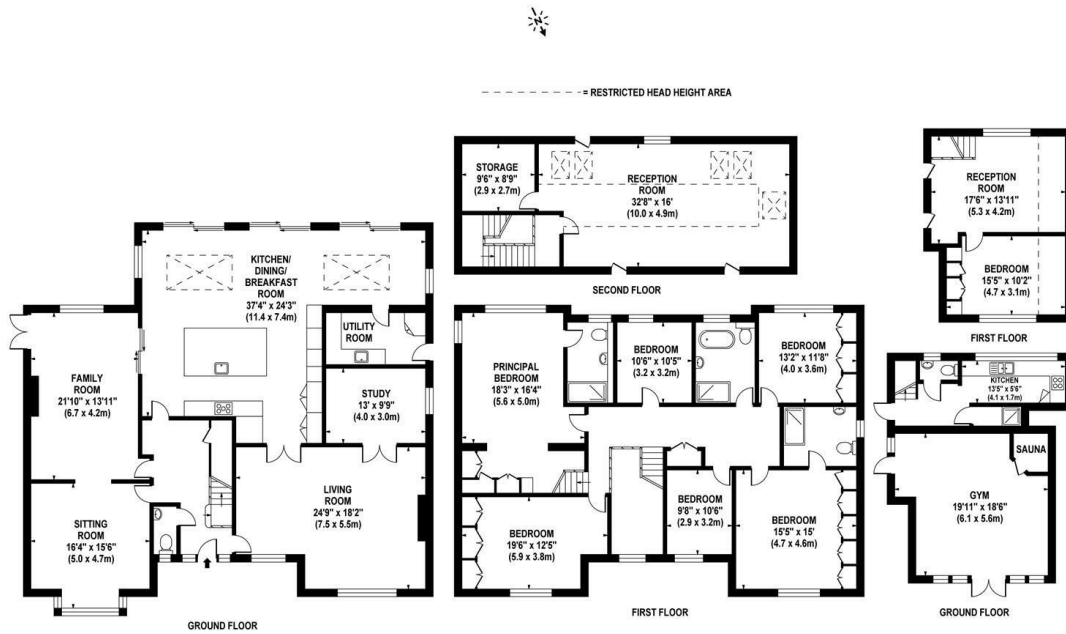 N
= RESTRICTED HEAD HEIGHT AREA
STORAGE
9'6" x 8'9"
(2.9 x 2.7m)
RECEPTION
ROOM
32'8" x 16'
(10.0 x 4.9m)
SECOND FLOOR
RECEPTION
ROOM
17'6" x 13'11"
(5.3 x 4.2m)
BEDROOM
15'5" x 10'2"
(4.7 x 3.1m)
FIRST FLOOR
KITCHEN/
DINING/
BREAKFAST
ROOM
37'4" x 24'3"
(11.4 x 7.4m)
UTILITY
ROOM
FAMILY
ROOM
21'10" x 13'11"
(6.7 x 4.2m)
STUDY
13' x 9'9"
(4.0 x 3.0m)
SITTING
ROOM
16'4" x 15'6"
(5.0 x 4.7m)
LIVING
ROOM
24'9" x 18'2"
(7.5 x 5.5m)
GROUND FLOOR
PRINCIPAL
BEDROOM
18'3" x 16'4"
(5.6 x 5.0m)
BEDROOM
10'6" x 10'5"
(3.2 x 3.2m)
BEDROOM
13'2" x 11'8"
(4.0 x 3.6m)
BEDROOM
19'6" x 12'5"
(5.9 x 3.8m)
BEDROOM
9'8" x 10'6"
(2.9 x 3.2m)
BEDROOM
15'5" x 15'
(4.7 x 4.6m)
FIRST FLOOR
KITCHEN
13'5" x 5'6"
(4.1 x 1.7m)
SAUNA
GYM
19'11" x 18'6"
(6.1 x 5.6m)
GROUND FLOOR